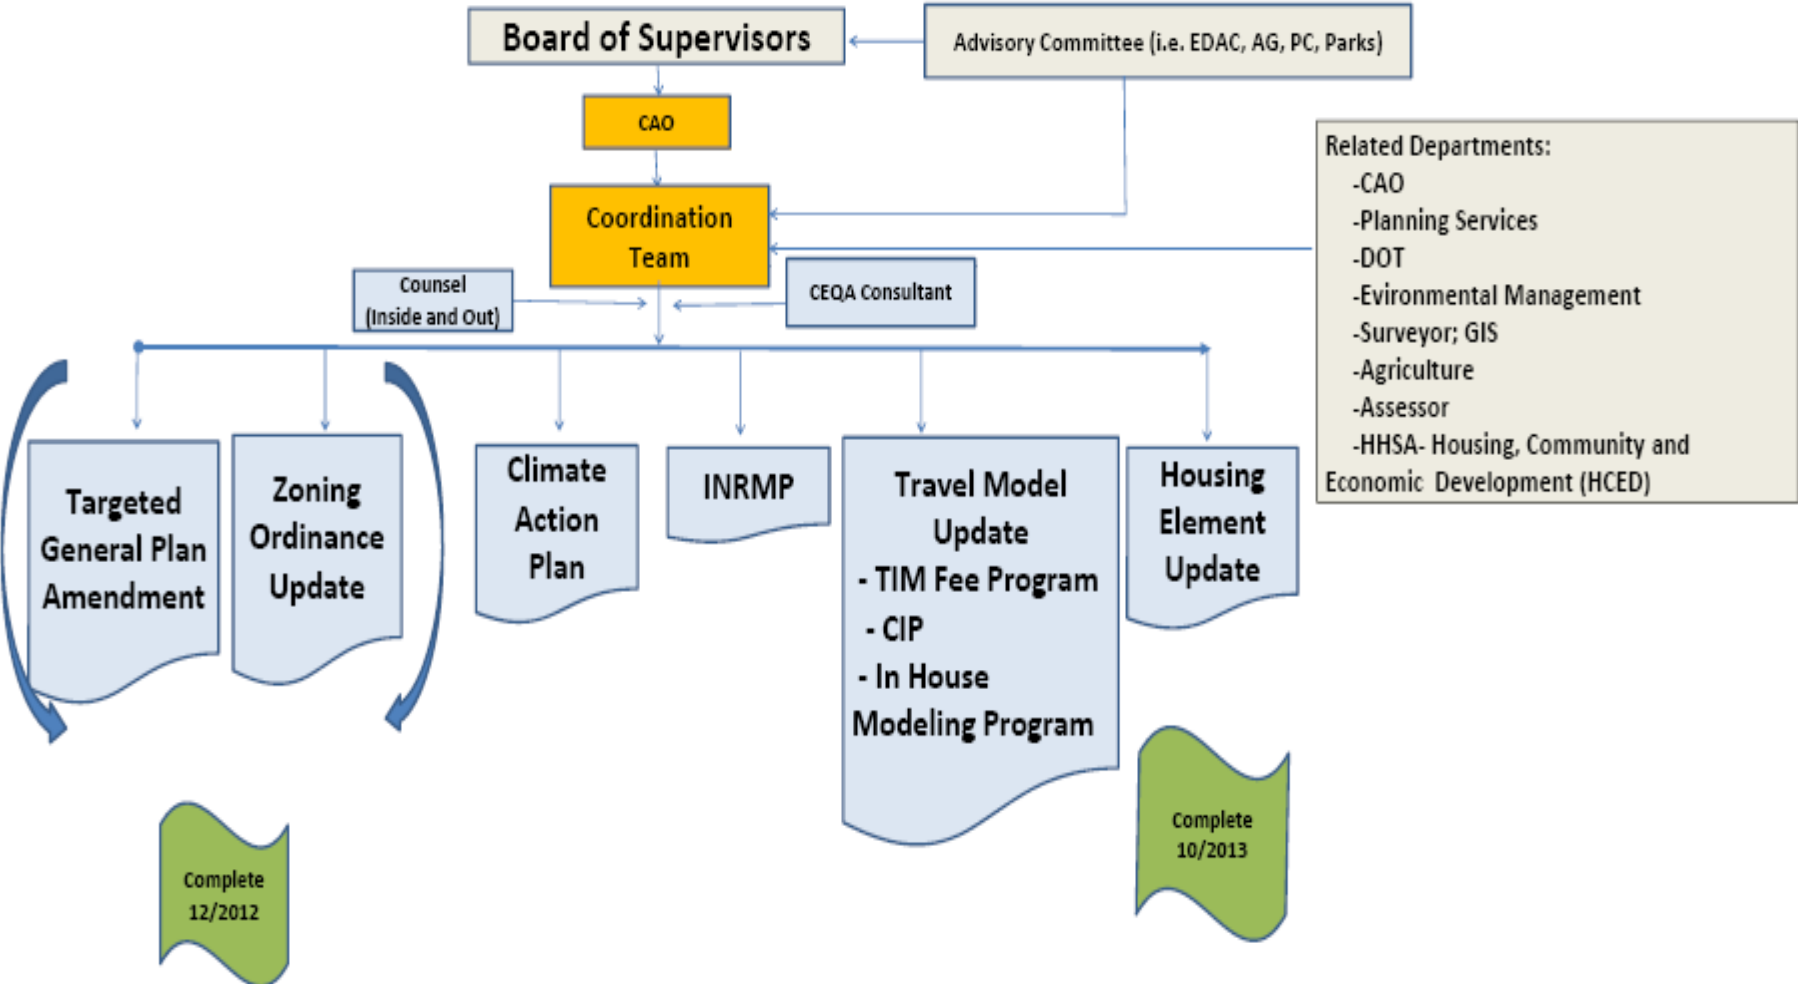 Board of Supervisors
Advisory Committee (i.e. EDAC, AG, PC, Parks)
CAO
Coordination
Team
Related Departments:
-CAO
-Planning Services
-DOT
-Evironmental Management
-Surveyor; GIS
-Agriculture
-Assessor
-HHSA- Housing, Community and
Economic Development (HCED)
Counsel
(Inside and Out)
CEQA Consultant
Targeted
General Plan
Amendment
Zoning
Ordinance
Update
Climate
Action
Plan
INRMP
Travel Model
Update
- TIM Fee Program
- CIP
- In House
Modeling Program
Housing
Element
Update
Complete
12/2012
Complete
10/2013